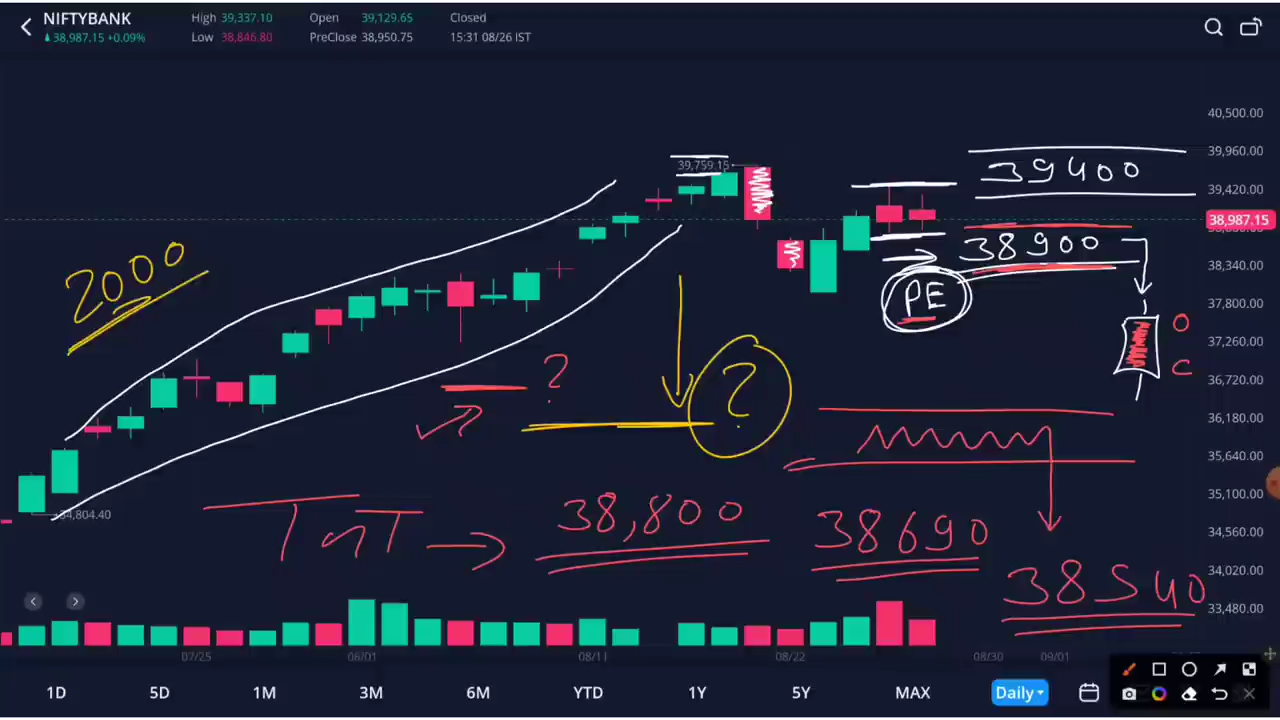 NIFTYBANK
38,987.15 +0.09%
High 39,337.10
Low 38,846.80
Open 39,129.65
PreClose 38,950.75
Closed
15:31 08/26 IST
40,500.00
39,960.00
39,420.00
38,987.15
38,340.00
37,800.00
37,260.00
36,720.00
36,180.00
35,640.00
35,100.00
34,560.00
34,020.00
33,480.00
39,759.15
39400
38900
PE
O
C
2000
?
?
34,804.40
TnT → 38,800 38690
38540
07/25 08/01 08/11 08/22 08/30 09/01
1D 5D 1M 3M 6M YTD 1Y 5Y MAX Daily